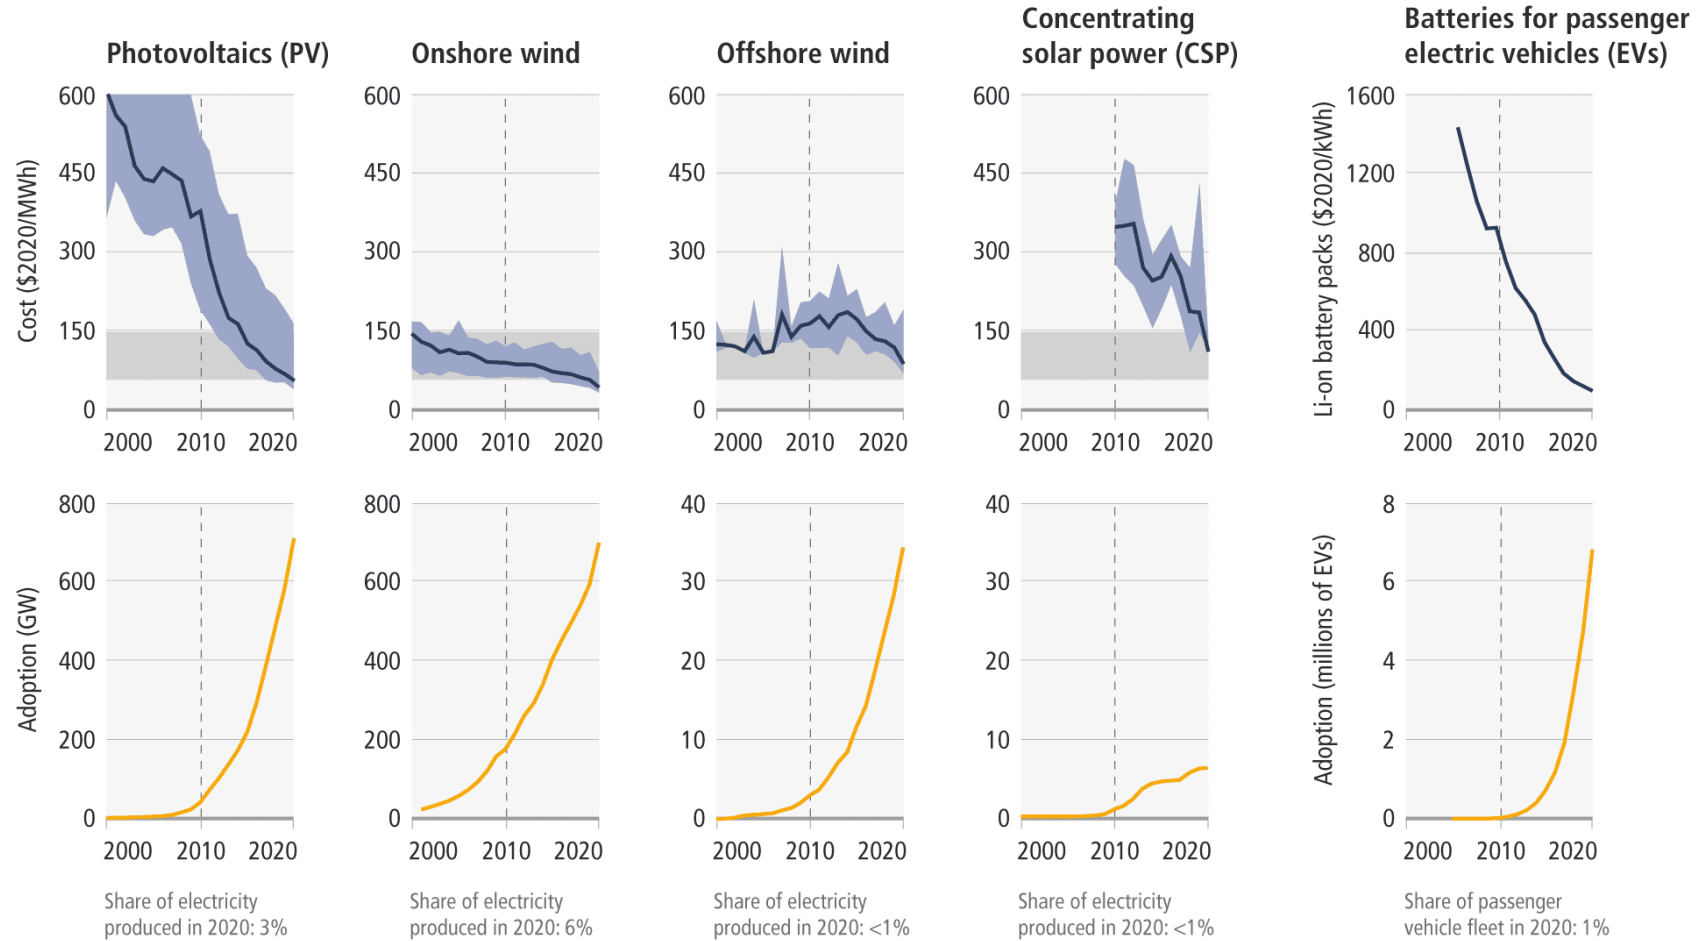 Photovoltaics (PV)
Onshore wind
Offshore wind
Concentrating
solar power (CSP)
Batteries for passenger
electric vehicles (EVs)
Cost ($2020/MWh)
600
450
300
150
0
2000 2010 2020
600
450
300
150
0
2000 2010 2020
600
450
300
150
0
2000 2010 2020
600
450
300
150
0
2000 2010 2020
Li-on battery packs ($2020/kWh)
1600
1200
800
400
0
2000 2010 2020
Adoption (GW)
800
600
400
200
0
2000 2010 2020
800
600
400
200
0
2000 2010 2020
40
30
20
10
0
2000 2010 2020
40
30
20
10
0
2000 2010 2020
Adoption (millions of EVs)
8
6
4
2
0
2000 2010 2020
Share of electricity
produced in 2020: 3%
Share of electricity
produced in 2020: 6%
Share of electricity
produced in 2020: <1%
Share of electricity
produced in 2020: <1%
Share of passenger
vehicle fleet in 2020: 1%